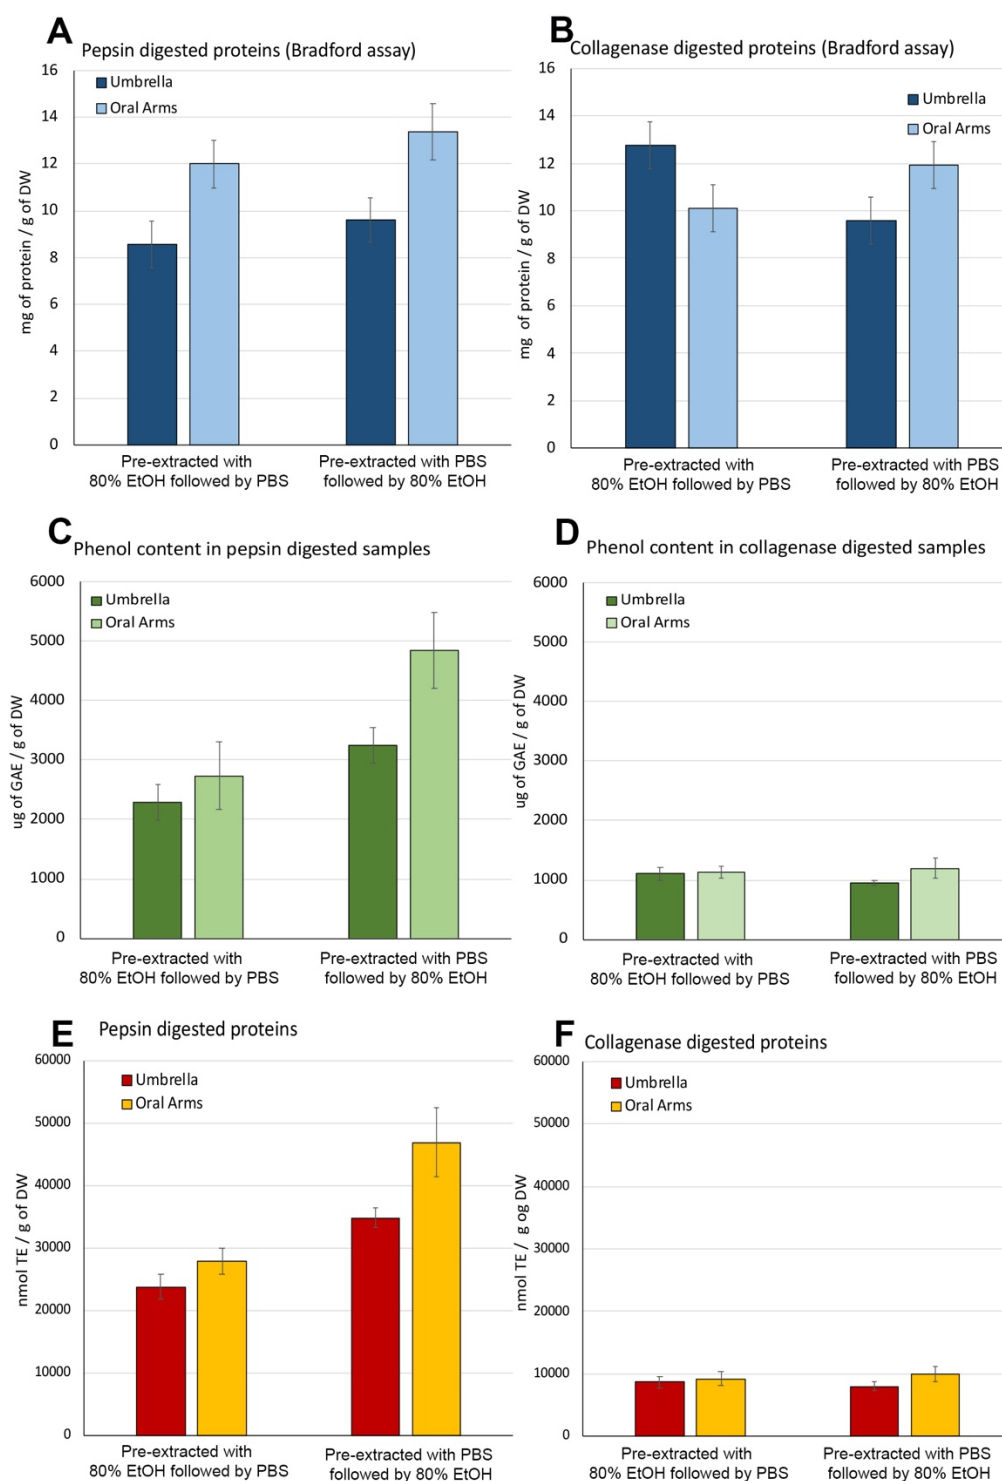 A
Pepsin digested proteins (Bradford assay)
Umbrella
Oral Arms
mg of protein / g of DW
16
14
12
10
8
6
4
2
0
Pre-extracted with
80% EtOH followed by PBS
Pre-extracted with PBS
followed by 80% EtOH
B
Collagenase digested proteins (Bradford assay)
Umbrella
Oral Arms
mg of protein / g of DW
16
14
12
10
8
6
4
2
0
Pre-extracted with
80% EtOH followed by PBS
Pre-extracted with PBS
followed by 80% EtOH
C
Phenol content in pepsin digested samples
Umbrella
Oral Arms
ug of GAE / g of DW
6000
5000
4000
3000
2000
1000
0
Pre-extracted with
80% EtOH followed by PBS
Pre-extracted with PBS
followed by 80% EtOH
D
Phenol content in collagenase digested samples
Umbrella
Oral Arms
ug of GAE / g of DW
6000
5000
4000
3000
2000
1000
0
Pre-extracted with
80% EtOH followed by PBS
Pre-extracted with PBS
followed by 80% EtOH
E
Pepsin digested proteins
Umbrella
Oral Arms
nmol TE / g of DW
60000
50000
40000
30000
20000
10000
0
Pre-extracted with
80% EtOH followed by PBS
Pre-extracted with PBS
followed by 80% EtOH
F
Collagenase digested proteins
Umbrella
Oral Arms
nmol TE / g og DW
60000
50000
40000
30000
20000
10000
0
Pre-extracted with
80% EtOH followed by PBS
Pre-extracted with PBS
followed by 80% EtOH